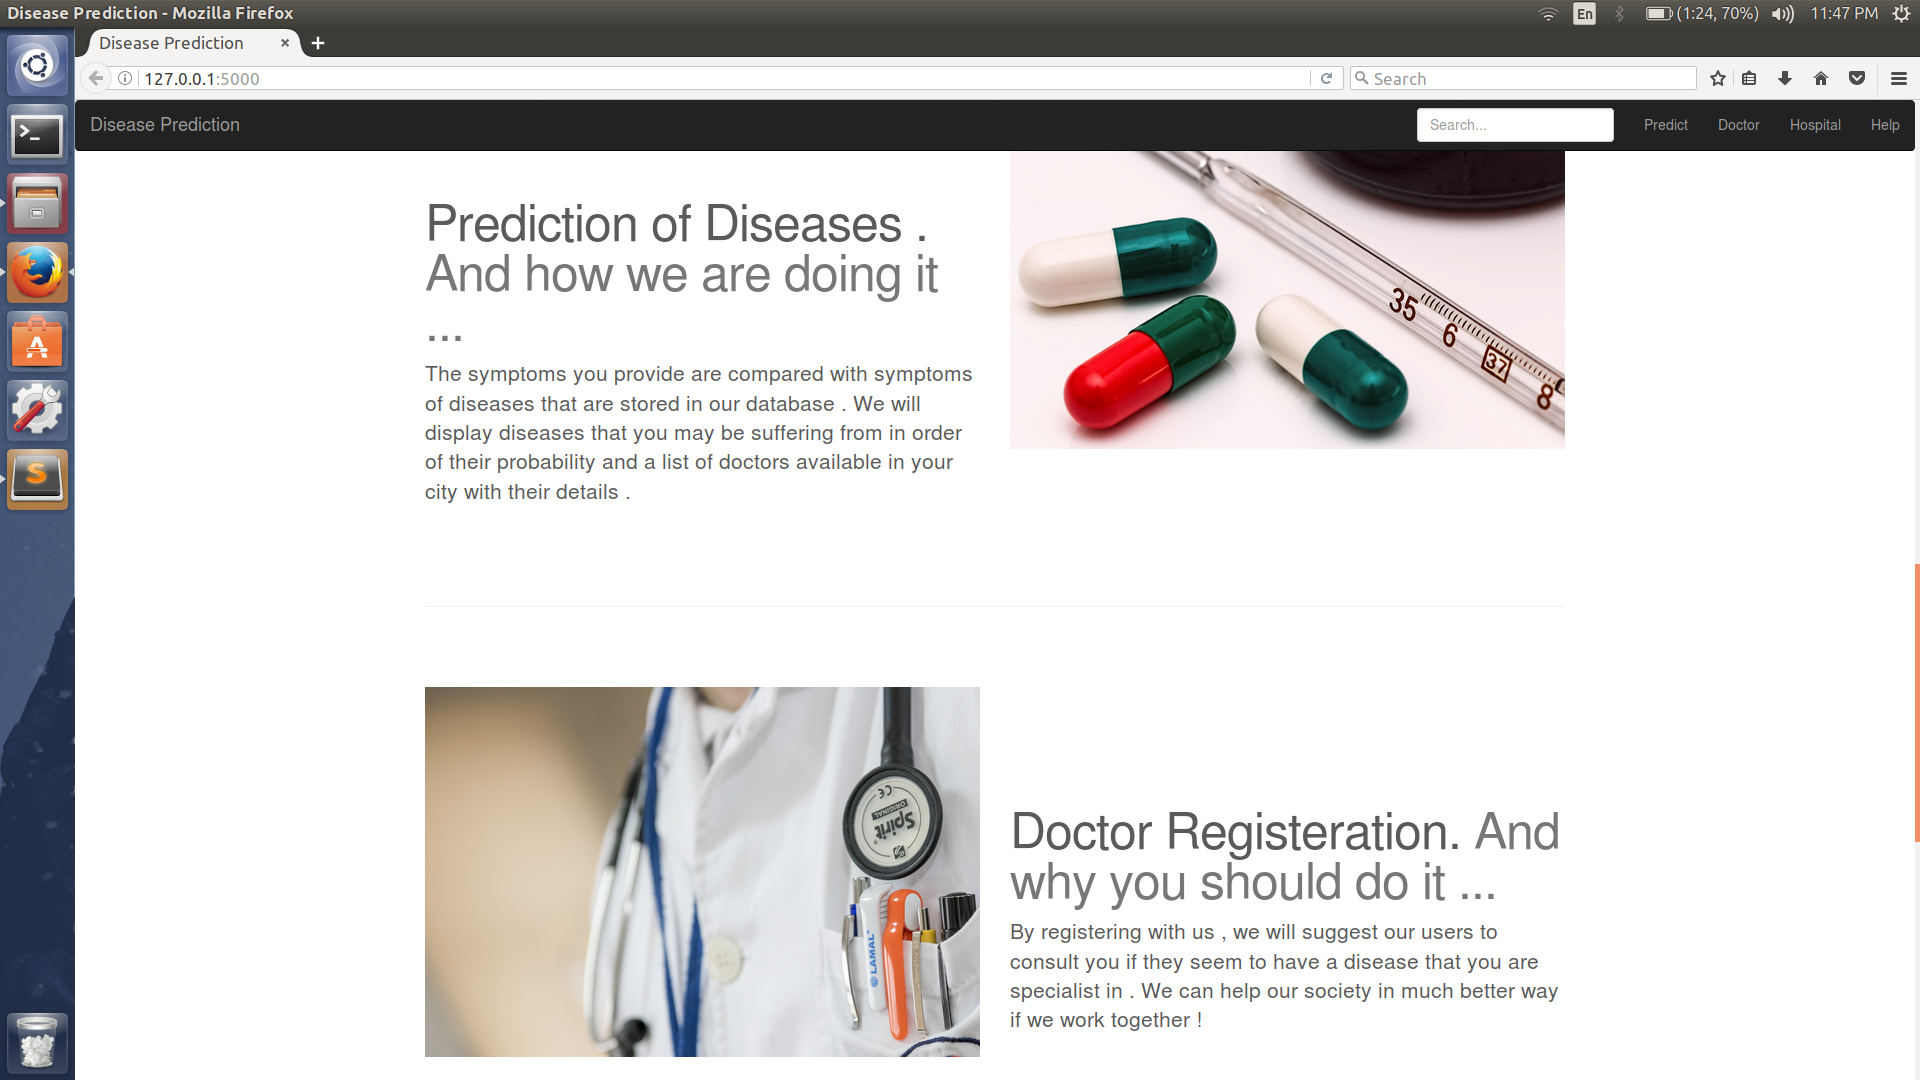 Disease Prediction - Mozilla Firefox
En
(1:24, 70%)
11:47 PM
Disease Prediction
127.0.0.1:5000
Search
Disease Prediction
Search...
Predict
Doctor
Hospital
Help
Prediction of Diseases .
And how we are doing it
...
The symptoms you provide are compared with symptoms
of diseases that are stored in our database . We will
display diseases that you may be suffering from in order
of their probability and a list of doctors available in your
city with their details .
35
6
37
8
Spirit
ORIGINAL
CE
LAMAL
Doctor Registeration. And
why you should do it ...
By registering with us , we will suggest our users to
consult you if they seem to have a disease that you are
specialist in . We can help our society in much better way
if we work together !